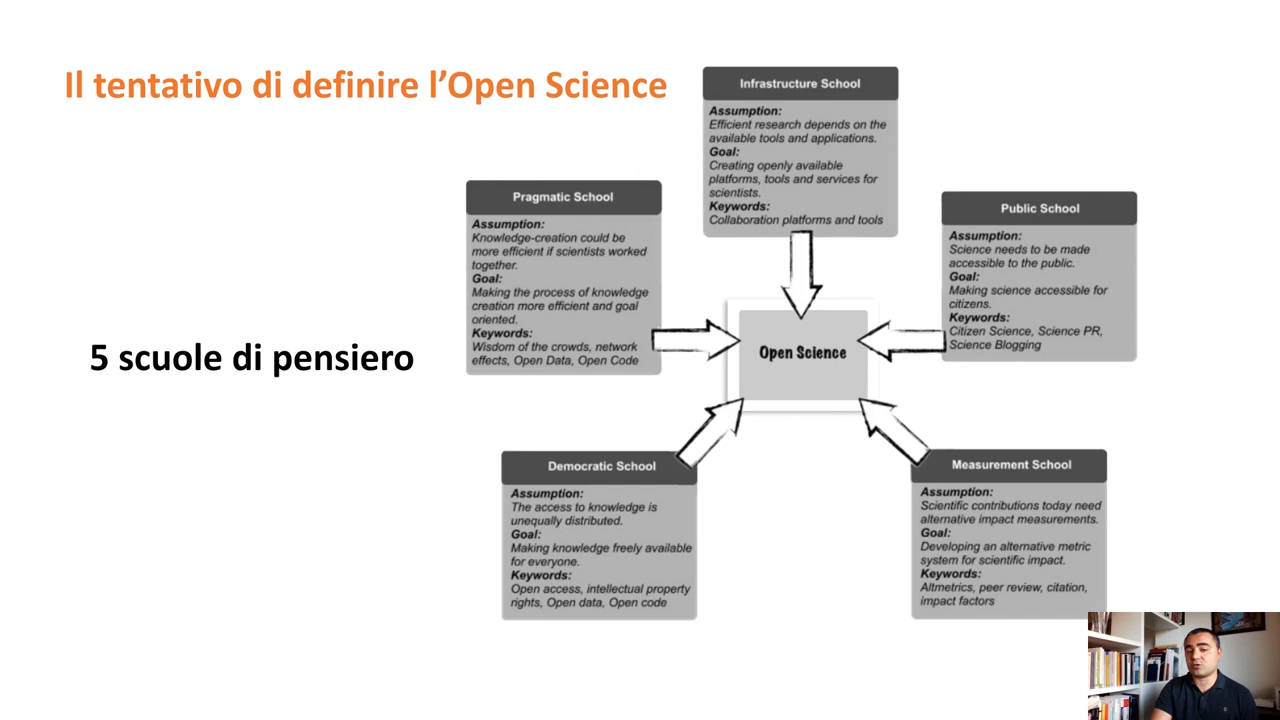 Il tentativo di definire l’Open Science
5 scuole di pensiero
Infrastructure School
Assumption:
Efficient research depends on the
available tools and applications.
Goal:
Creating openly available
platforms, tools and services for
scientists.
Keywords:
Collaboration platforms and tools
Pragmatic School
Assumption:
Knowledge-creation could be
more efficient if scientists worked
together.
Goal:
Making the process of knowledge
creation more efficient and goal
oriented.
Keywords:
Wisdom of the crowds, network
effects, Open Data, Open Code
Public School
Assumption:
Science needs to be made
accessible to the public.
Goal:
Making science accessible for
citizens.
Keywords:
Citizen Science, Science PR,
Science Blogging
Open Science
Democratic School
Assumption:
The access to knowledge is
unequally distributed.
Goal:
Making knowledge freely available
for everyone.
Keywords:
Open access, intellectual property
rights, Open data, Open code
Measurement School
Assumption:
Scientific contributions today need
alternative impact measurements.
Goal:
Developing an alternative metric
system for scientific impact.
Keywords:
Altmetrics, peer review, citation,
impact factors